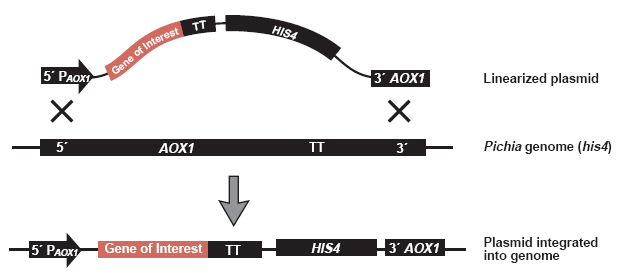 Gene of Interest TT HIS4
5´ PAOX1 3´ AOX1 Linearized plasmid
5´ AOX1 TT 3´ Pichia genome (his4)
5´ PAOX1 Gene of Interest TT HIS4 3´ AOX1 Plasmid integrated
into genome